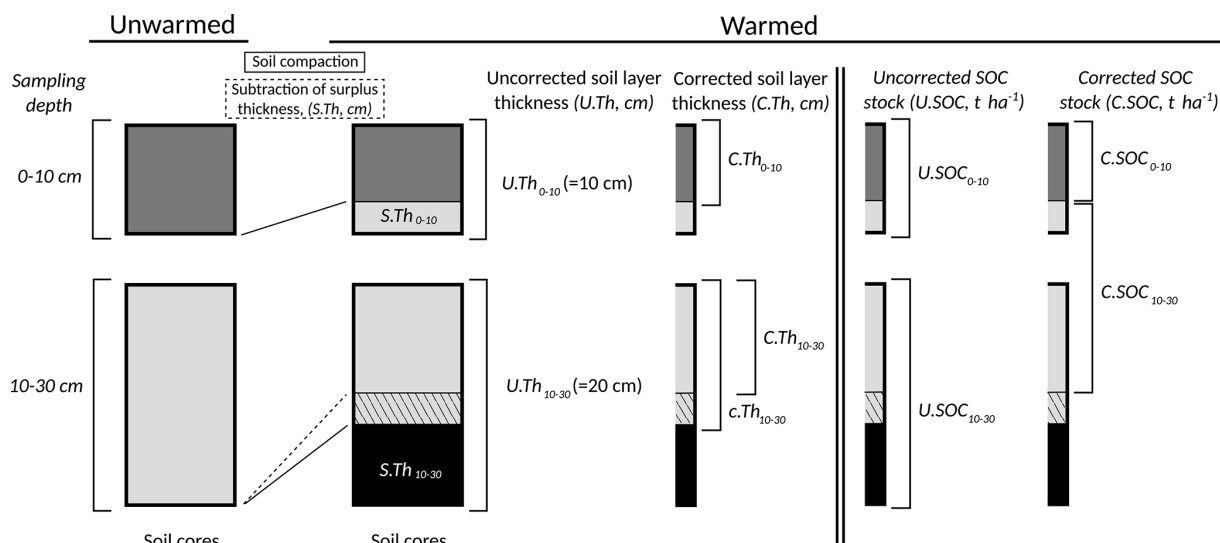 Unwarmed
Warmed
Soil compaction
Subtraction of surplus
thickness, (S.Th, cm)
Sampling
depth
Uncorrected soil layer
thickness (U.Th, cm)
Corrected soil layer
thickness (C.Th, cm)
Uncorrected SOC
stock (U.SOC, t ha-1)
Corrected SOC
stock (C.SOC, t ha-1)
0-10 cm
S.Th0-10
U.Th0-10 (=10 cm)
C.Th0-10
U.SOC0-10
C.SOC0-10
10-30 cm
S.Th10-30
U.Th10-30 (=20 cm)
C.Th10-30
c.Th10-30
U.SOC10-30
C.SOC10-30
Soil cores
Soil cores